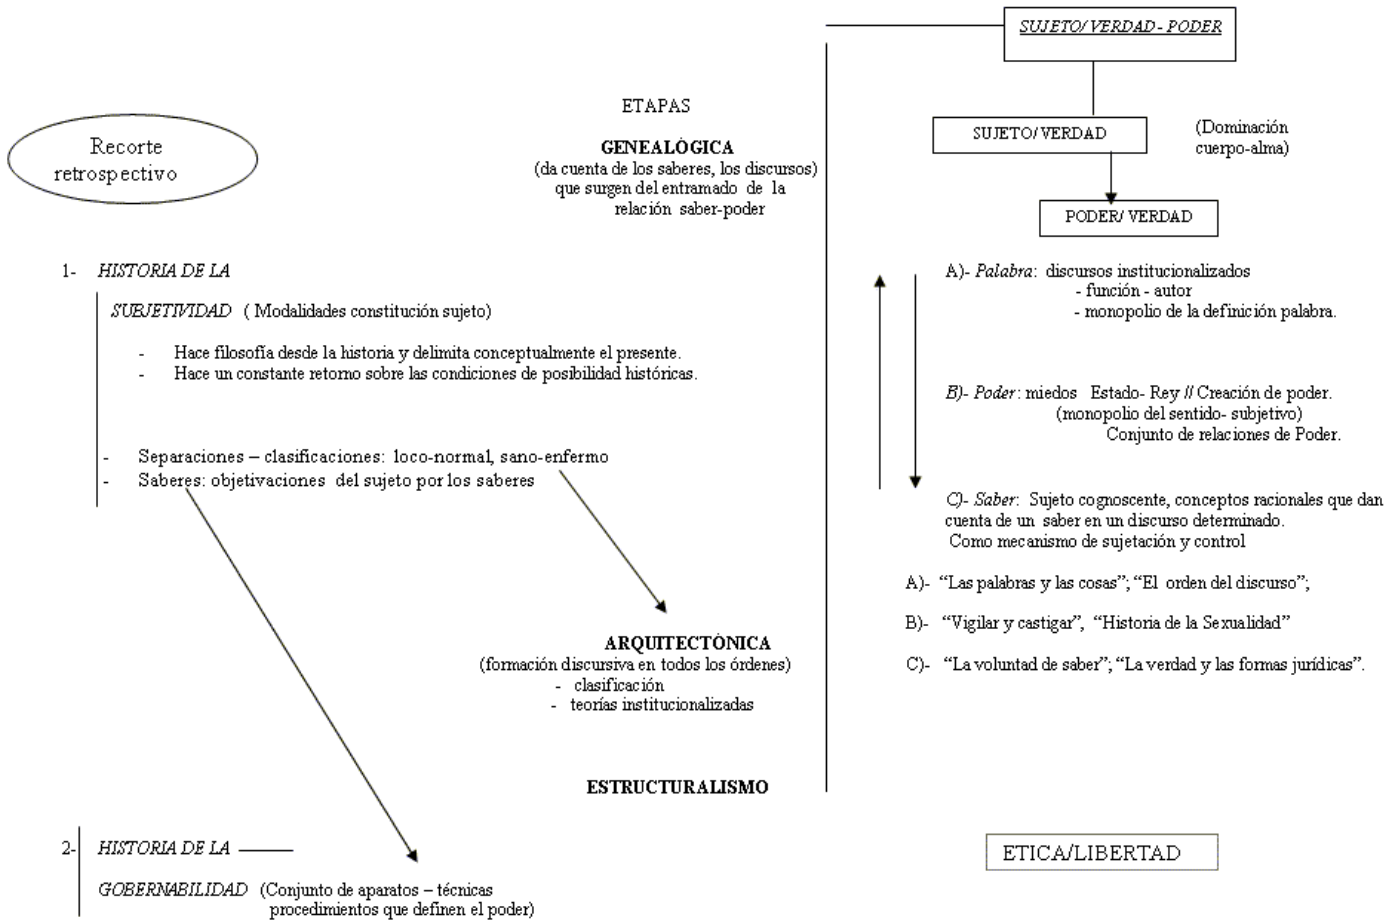 SUJETO/ VERDAD - PODER
ETAPAS
Recorte
retrospectivo
GENEALÓGICA
(da cuenta de los saberes, los discursos)
que surgen del entramado de la
relación saber-poder
SUJETO/ VERDAD
(Dominación
cuerpo-alma)
PODER/ VERDAD
1- HISTORIA DE LA
SUBJETIVIDAD ( Modalidades constitución sujeto)
- Hace filosofía desde la historia y delimita conceptualmente el presente.
- Hace un constante retorno sobre las condiciones de posibilidad históricas.
- Separaciones – clasificaciones: loco-normal, sano-enfermo
- Saberes: objetivaciones del sujeto por los saberes
A)- Palabra: discursos institucionalizados
- función - autor
- monopolio de la definición palabra.
B)- Poder: miedos Estado- Rey // Creación de poder.
(monopolio del sentido- subjetivo)
Conjunto de relaciones de Poder.
C)- Saber: Sujeto cognoscente, conceptos racionales que dan
cuenta de un saber en un discurso determinado.
Como mecanismo de sujetación y control
A)- “Las palabras y las cosas”; “El orden del discurso”;
B)- “Vigilar y castigar”, “Historia de la Sexualidad”
C)- “La voluntad de saber”; “La verdad y las formas jurídicas”.
ARQUITECTÓNICA
(formación discursiva en todos los órdenes)
- clasificación
- teorías institucionalizadas
ESTRUCTURALISMO
2- HISTORIA DE LA
GOBERNABILIDAD (Conjunto de aparatos – técnicas
procedimientos que definen el poder)
ETICA/LIBERTAD